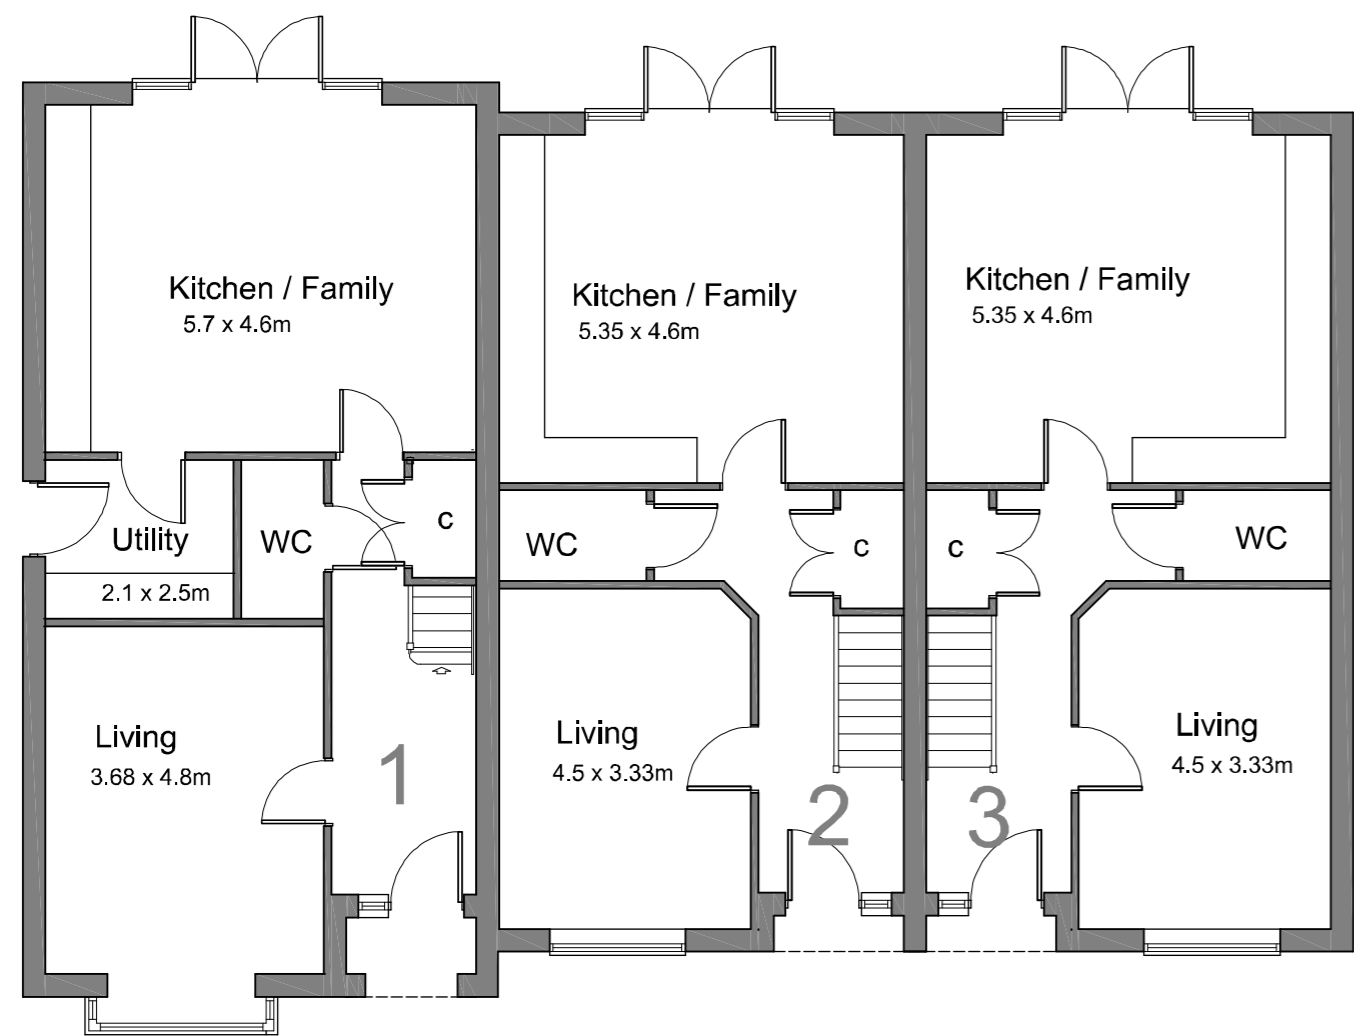 Kitchen / Family
5.7 x 4.6m
Utility
2.1 x 2.5m
WC
c
Living
3.68 x 4.8m
1
Kitchen / Family
5.35 x 4.6m
WC
c
Living
4.5 x 3.33m
2
Kitchen / Family
5.35 x 4.6m
c
WC
Living
4.5 x 3.33m
3